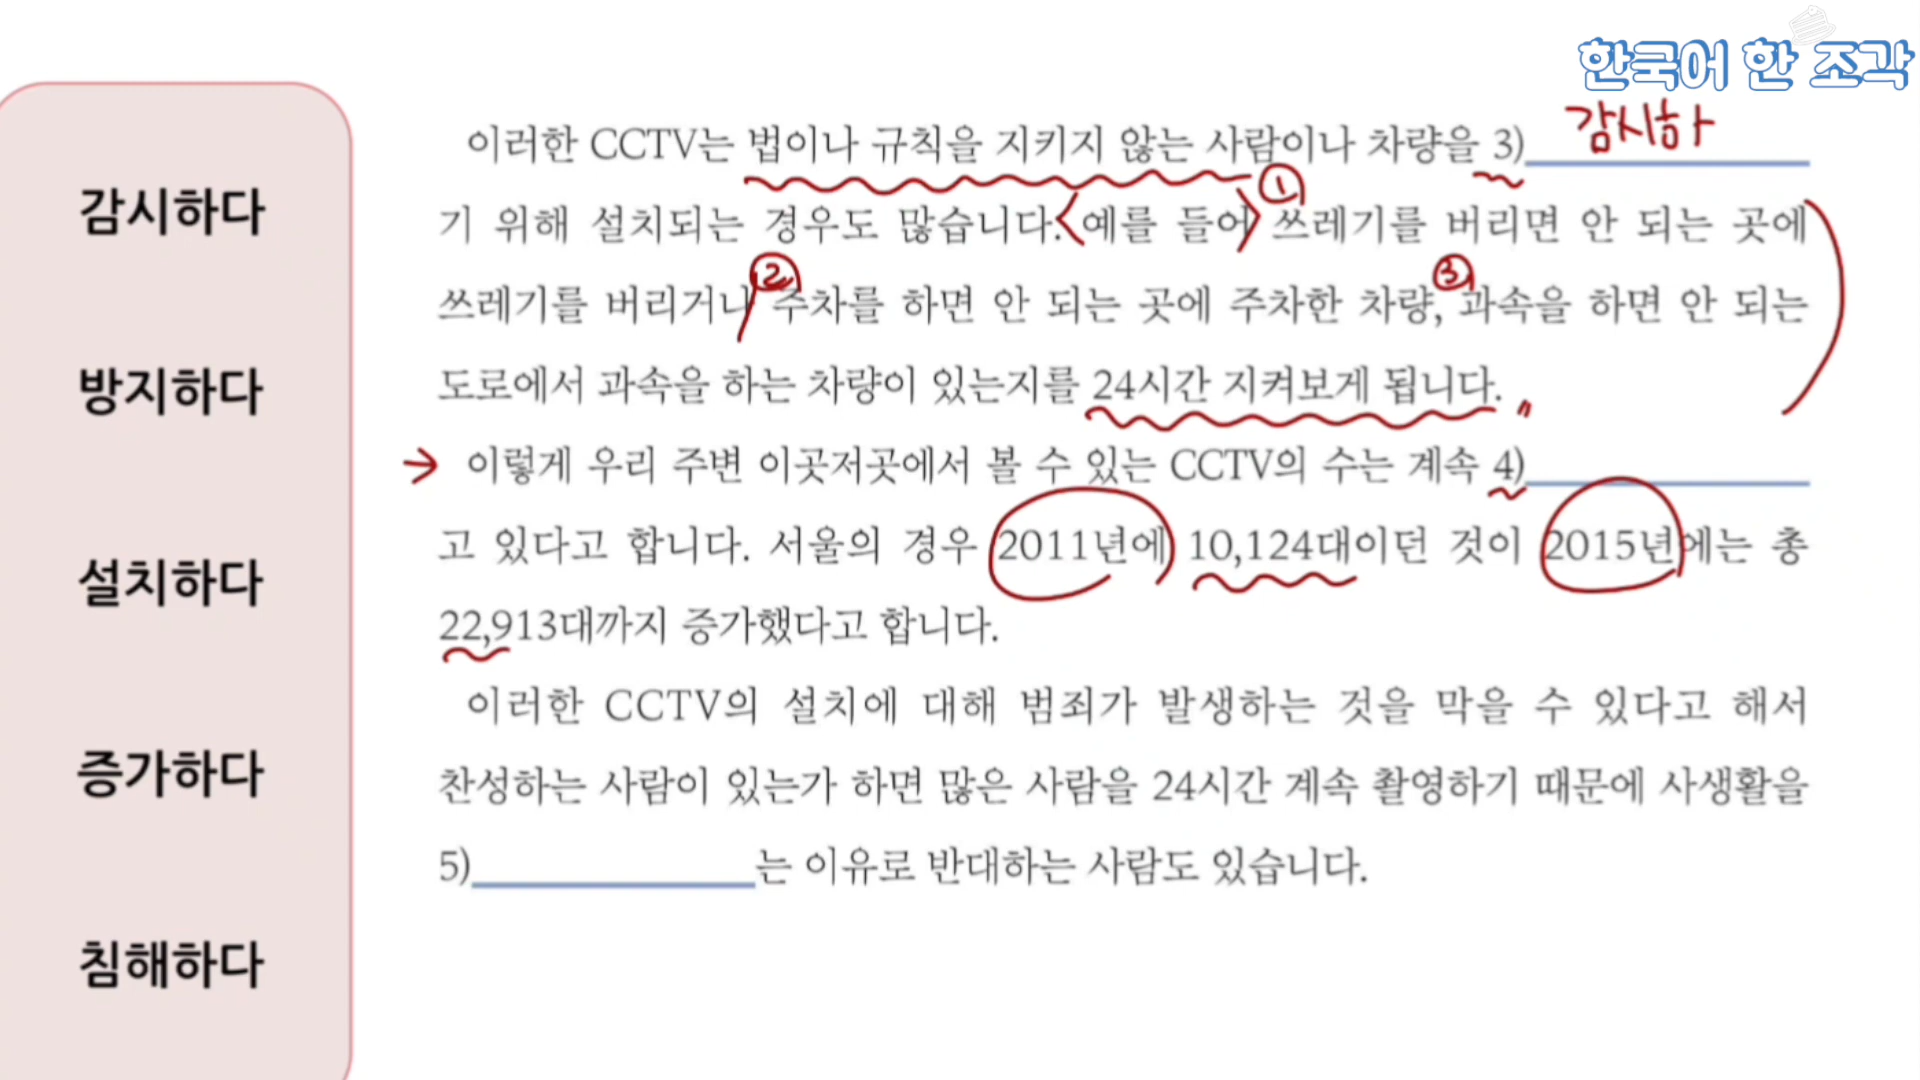 한국어 한 조각
감시하다
방지하다
설치하다
증가하다
침해하다
감시하
이러한 CCTV는 법이나 규칙을 지키지 않는 사람이나 차량을 3)
①
기 위해 설치되는 경우도 많습니다. <예를 들어> 쓰레기를 버리면 안 되는 곳에
② ③
쓰레기를 버리거나 / 주차를 하면 안 되는 곳에 주차한 차량, 과속을 하면 안 되는
도로에서 과속을 하는 차량이 있는지를 24시간 지켜보게 됩니다. "
→ 이렇게 우리 주변 이곳저곳에서 볼 수 있는 CCTV의 수는 계속 4)
고 있다고 합니다. 서울의 경우 2011년에 10,124대이던 것이 2015년에는 총
22,913대까지 증가했다고 합니다.
이러한 CCTV의 설치에 대해 범죄가 발생하는 것을 막을 수 있다고 해서
찬성하는 사람이 있는가 하면 많은 사람을 24시간 계속 촬영하기 때문에 사생활을
5) 는 이유로 반대하는 사람도 있습니다.